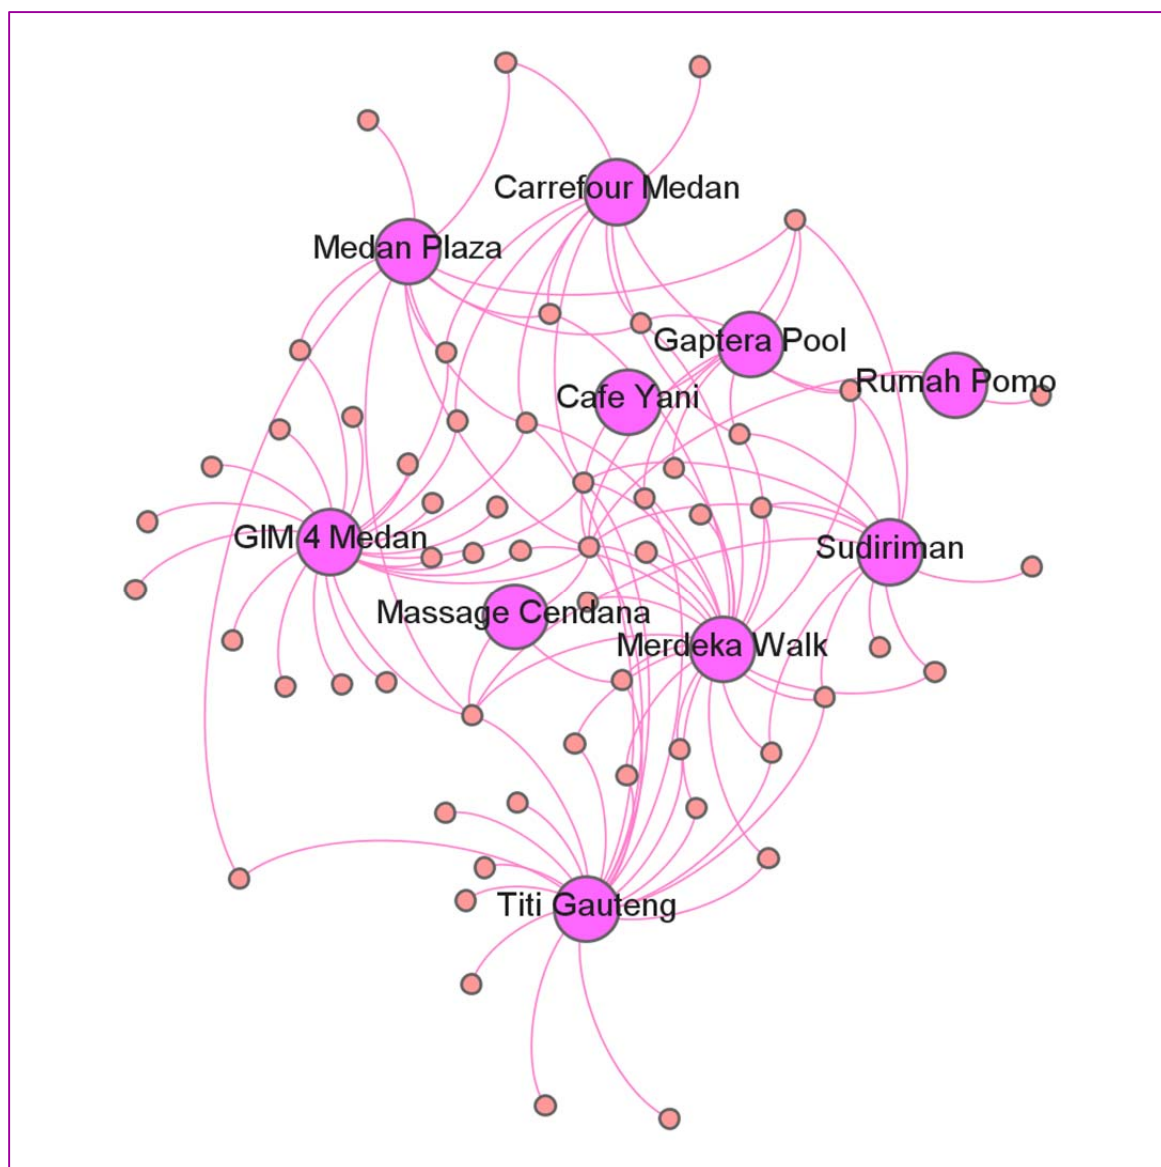 Carrefour Medan
Medan Plaza
Gaptera Pool
Rumah Pomo
Cafe Yani
GIM 4 Medan
Sudiriman
Massage Cendana
Merdeka Walk
Titi Gauteng